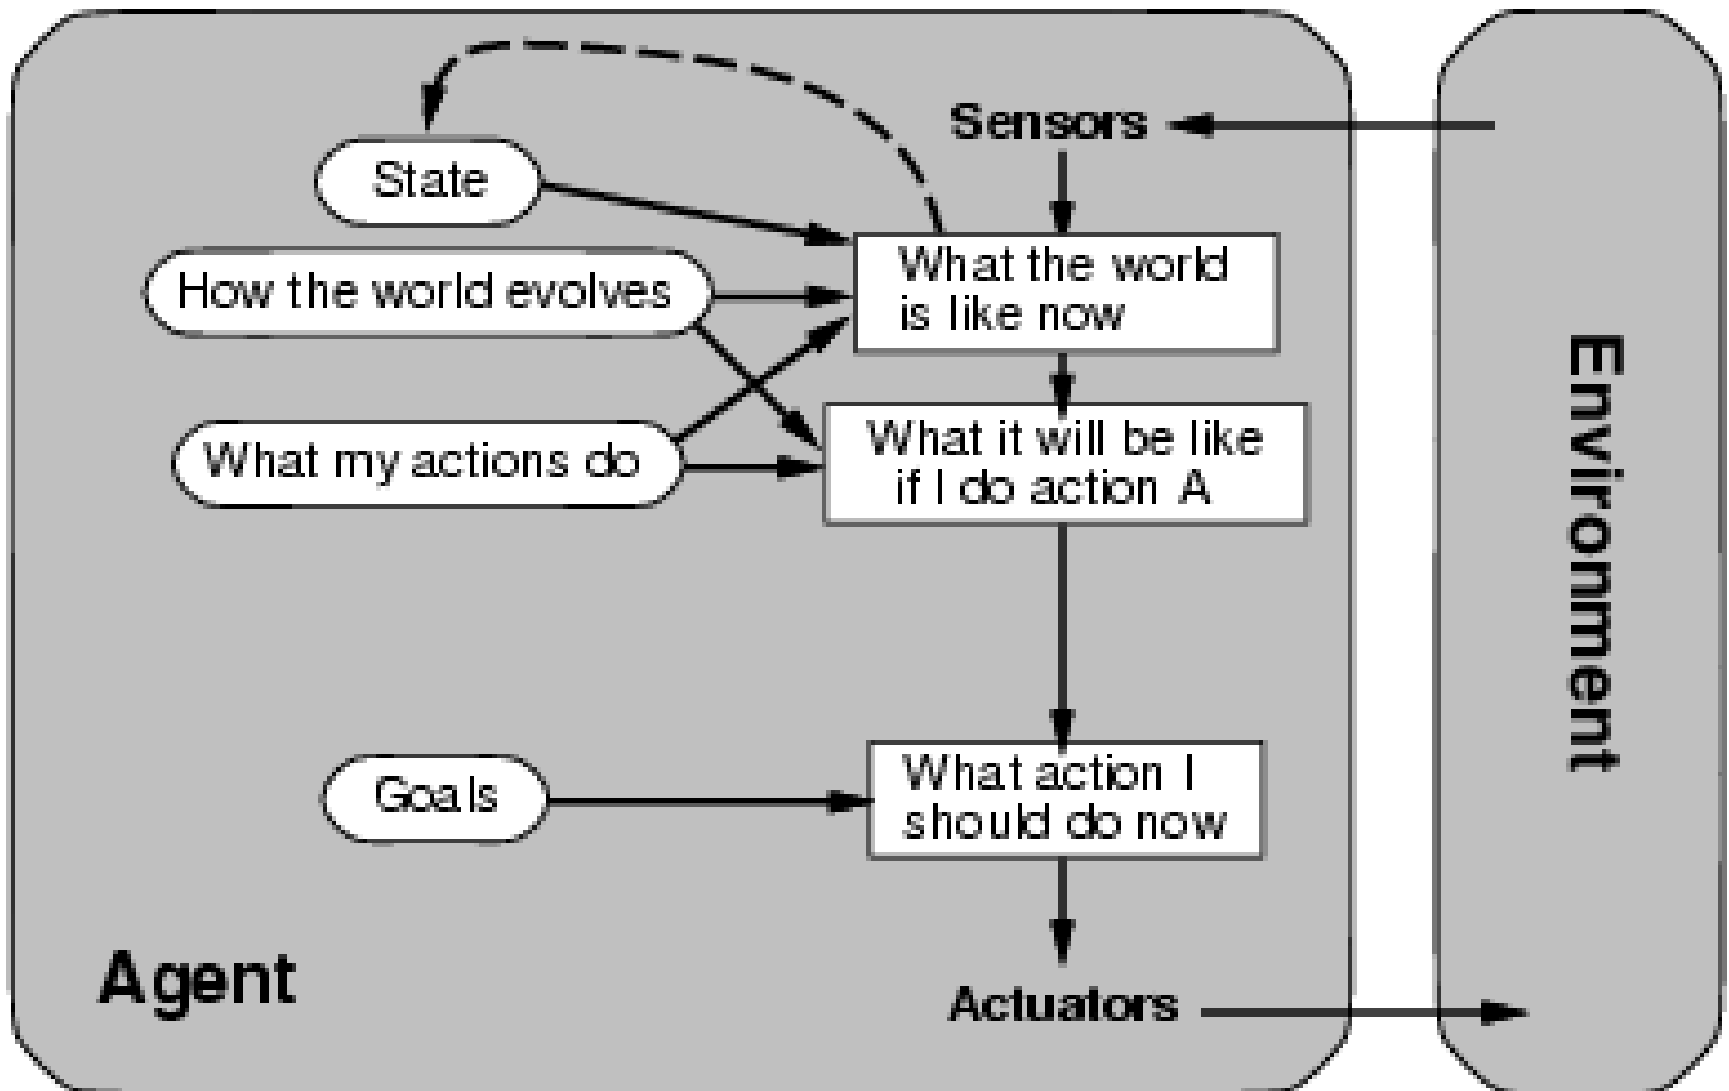 Sensors
State
What the world
is like now
How the world evolves
What it will be like
if I do action A
What my actions do
Environment
Goals
What action I
should do now
Agent
Actuators